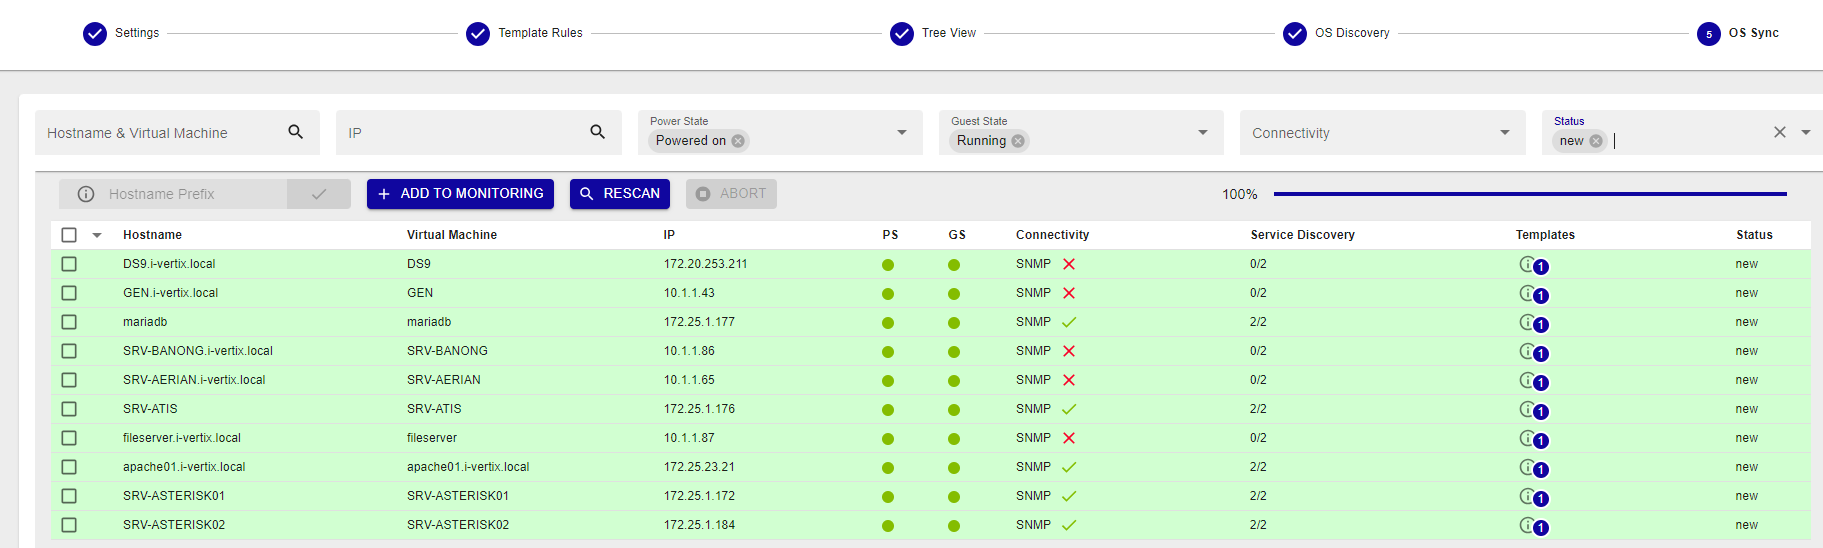 Settings Template Rules Tree View OS Discovery 5 OS Sync
Hostname & Virtual Machine IP Power State Powered on Guest State Running Connectivity Status new
Hostname Prefix ADD TO MONITORING RESCAN ABORT 100%
Hostname Virtual Machine IP PS GS Connectivity Service Discovery Templates Status
DS9.i-vertix.local DS9 172.20.253.211 SNMP 0/2 1 new
GEN.i-vertix.local GEN 10.1.1.43 SNMP 0/2 1 new
mariadb mariadb 172.25.1.177 SNMP 2/2 1 new
SRV-BANONG.i-vertix.local SRV-BANONG 10.1.1.86 SNMP 0/2 1 new
SRV-AERIAN.i-vertix.local SRV-AERIAN 10.1.1.65 SNMP 0/2 1 new
SRV-ATIS SRV-ATIS 172.25.1.176 SNMP 2/2 1 new
fileserver.i-vertix.local fileserver 10.1.1.87 SNMP 0/2 1 new
apache01.i-vertix.local apache01.i-vertix.local 172.25.23.21 SNMP 2/2 1 new
SRV-ASTERISK01 SRV-ASTERISK01 172.25.1.172 SNMP 2/2 1 new
SRV-ASTERISK02 SRV-ASTERISK02 172.25.1.184 SNMP 2/2 1 new